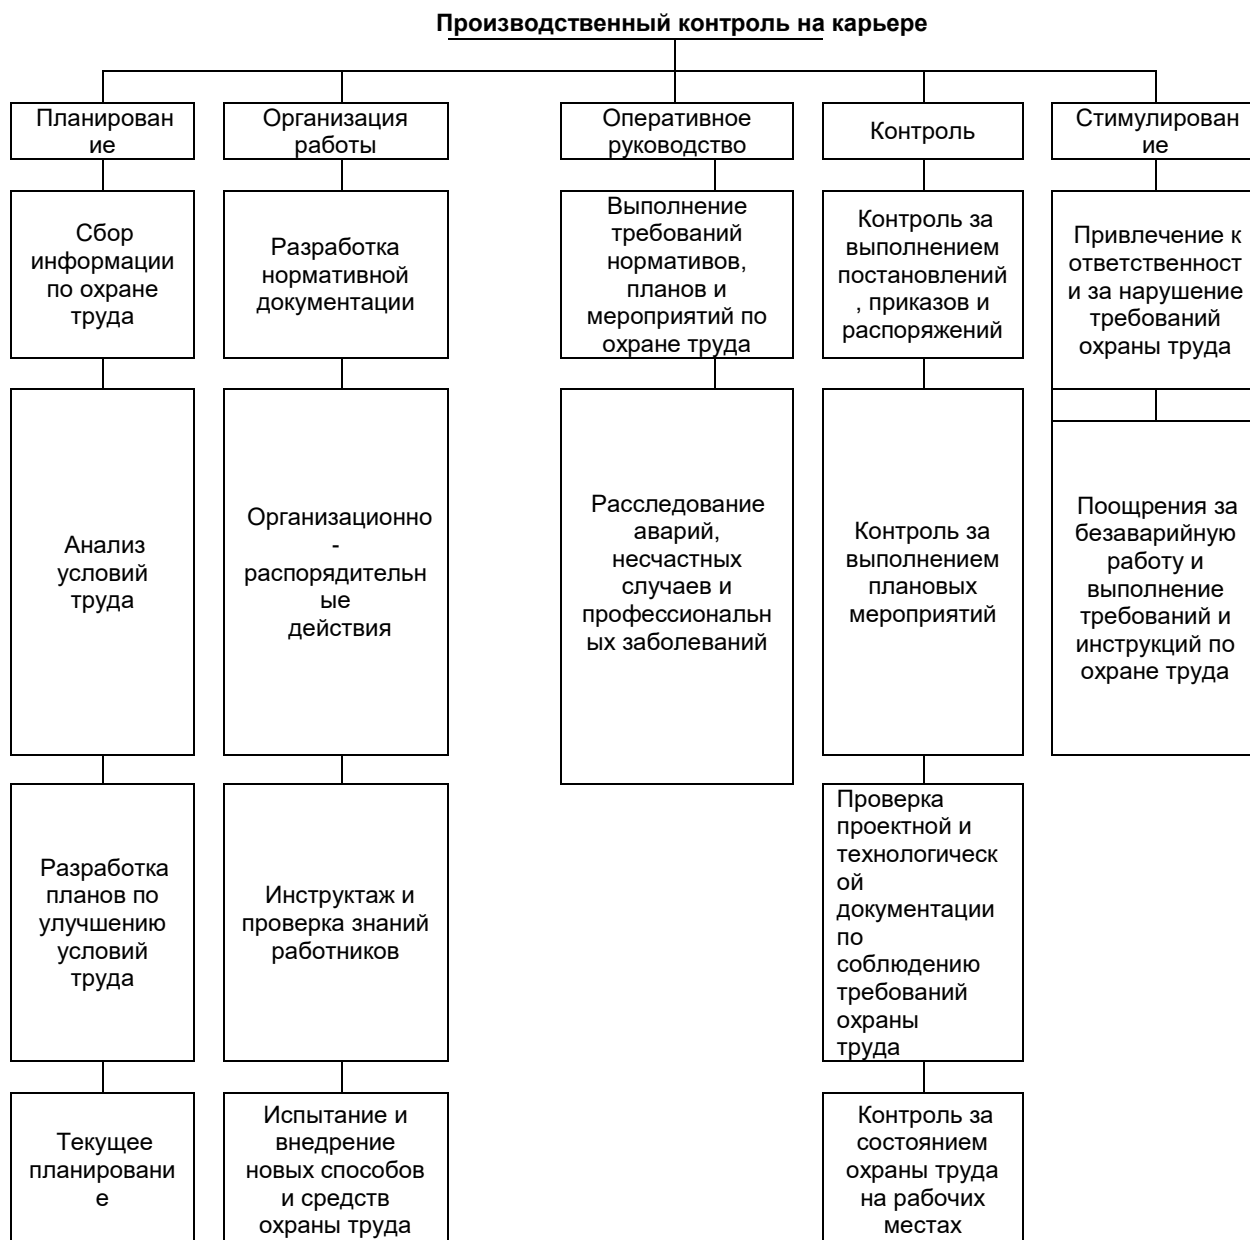 Производственный контроль на карьере
Планирован
ие
Организация
работы
Оперативное
руководство
Контроль
Стимулирован
ие
Сбор
информации
по охране
труда
Разработка
нормативной
документации
Выполнение
требований
нормативов,
планов и
мероприятий по
охране труда
Контроль за
выполнением
постановлений
, приказов и
распоряжений
Привлечение к
ответственност
и за нарушение
требований
охраны труда
Анализ
условий
труда
Организационно
-
распорядительн
ые
действия
Расследование
аварий,
несчастных
случаев и
профессиональн
ых заболеваний
Контроль за
выполнением
плановых
мероприятий
Поощрения за
безаварийную
работу и
выполнение
требований и
инструкций по
охране труда
Разработка
планов по
улучшению
условий
труда
Инструктаж и
проверка знаний
работников
Проверка
проектной и
технологическ
ой
документации
по
соблюдению
требований
охраны
труда
Текущее
планировани
е
Испытание и
внедрение
новых способов
и средств
охраны труда
Контроль за
состоянием
охраны труда
на рабочих
местах